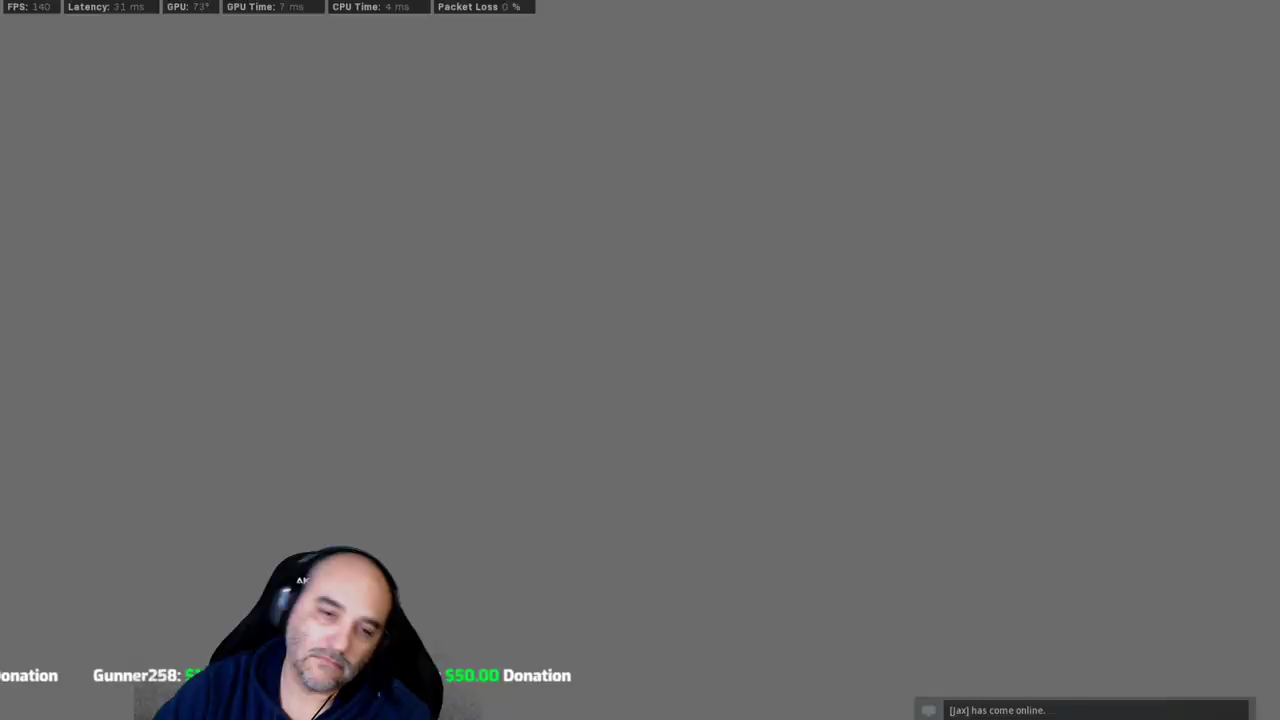 FPS: 140 Latency: 31 ms GPU: 73° GPU Time: 7 ms CPU Time: 4 ms Packet Loss 0 %
Gunner258: $50.00 Donation
[Jax] has come online.